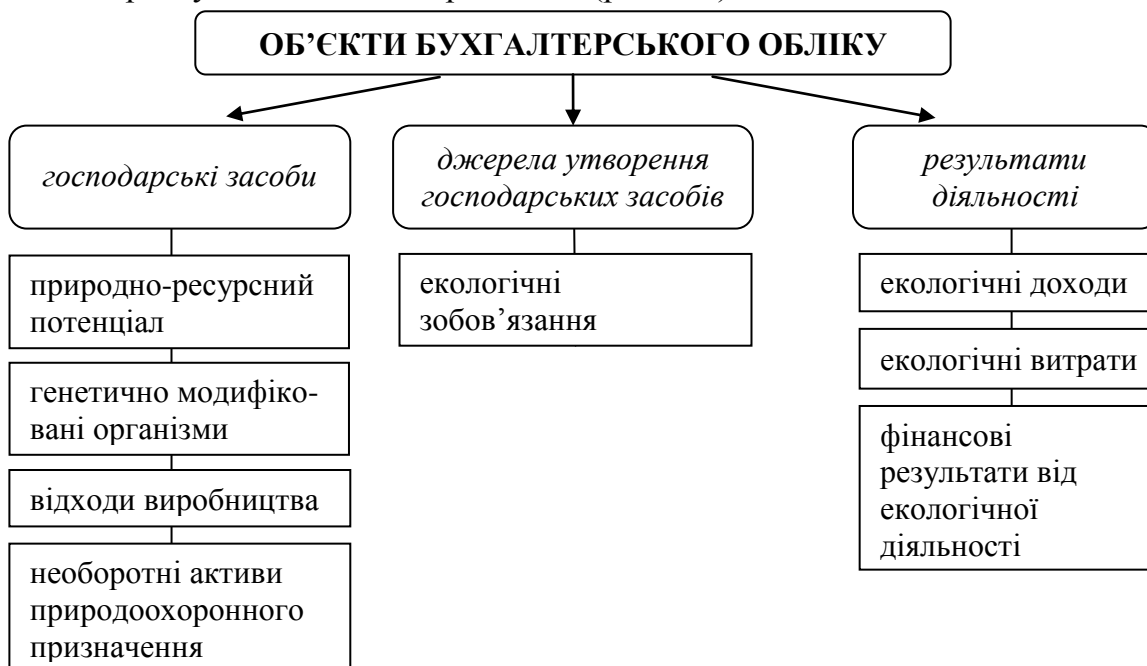 ОБ’ЄКТИ БУХГАЛТЕРСЬКОГО ОБЛІКУ
господарські засоби
джерела утворення
господарських засобів
результати
діяльності
природно-ресурсний
потенціал
генетично модифіко-
вані організми
відходи виробництва
необоротні активи
природоохоронного
призначення
екологічні
зобов’язання
екологічні доходи
екологічні витрати
фінансові
результати від
екологічної
діяльності